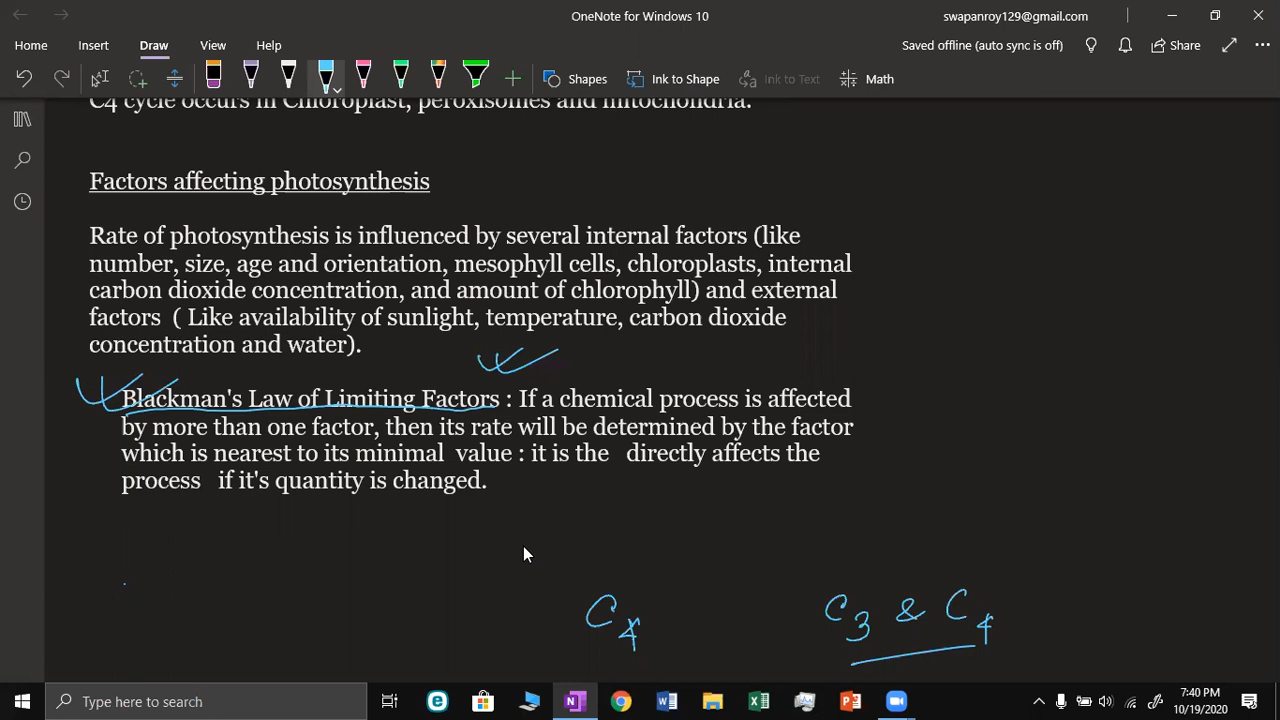 OneNote for Windows 10
swapanroy129@gmail.com
Home Insert Draw View Help
Saved offline (auto sync is off)
Share
Shapes
Ink to Shape
Ink to Text
Math
C4 cycle occurs in Chloroplast, peroxisomes and mitochondria.
Factors affecting photosynthesis
Rate of photosynthesis is influenced by several internal factors (like
number, size, age and orientation, mesophyll cells, chloroplasts, internal
carbon dioxide concentration, and amount of chlorophyll) and external
factors ( Like availability of sunlight, temperature, carbon dioxide
concentration and water).
Blackman's Law of Limiting Factors : If a chemical process is affected
by more than one factor, then its rate will be determined by the factor
which is nearest to its minimal value : it is the directly affects the
process if it's quantity is changed.
C4
C3 & C4
Type here to search
7:40 PM
10/19/2020